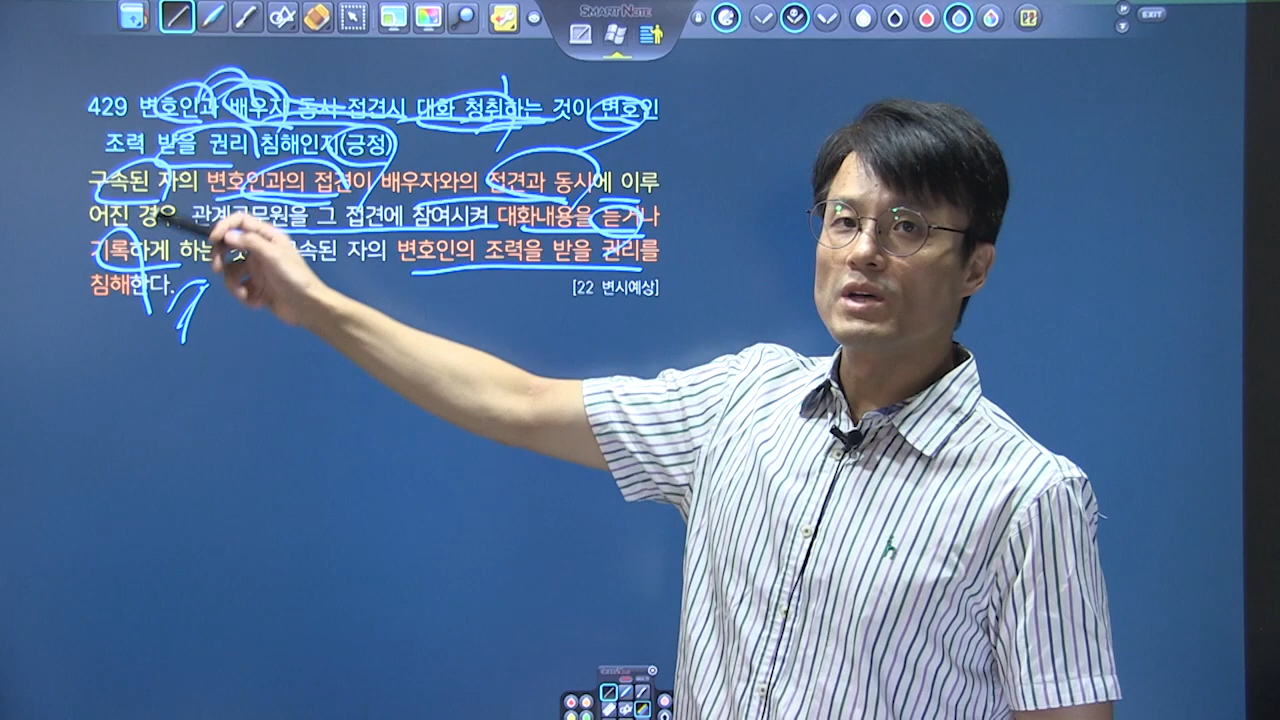 SMARTNOTE
EXIT
429 변호인과 배우자 동시 접견시 대화 청취하는 것이 변호인
조력 받을 권리 침해인지(긍정)
구속된 자의 변호인과의 접견이 배우자와의 접견과 동시에 이루
어진 경우 관계공무원을 그 접견에 참여시켜 대화내용을 듣거나
기록하게 하는 구속된 자의 변호인의 조력을 받을 권리를
침해한다.
[22 변시예상]